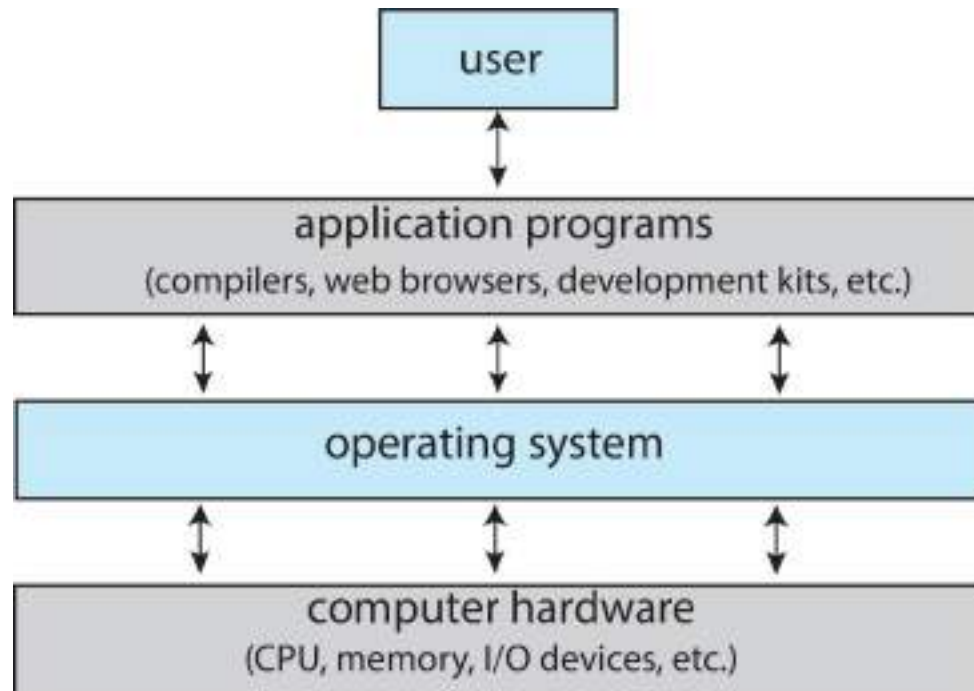 user
application programs
(compilers, web browsers, development kits, etc.)
operating system
computer hardware
(CPU, memory, I/O devices, etc.)